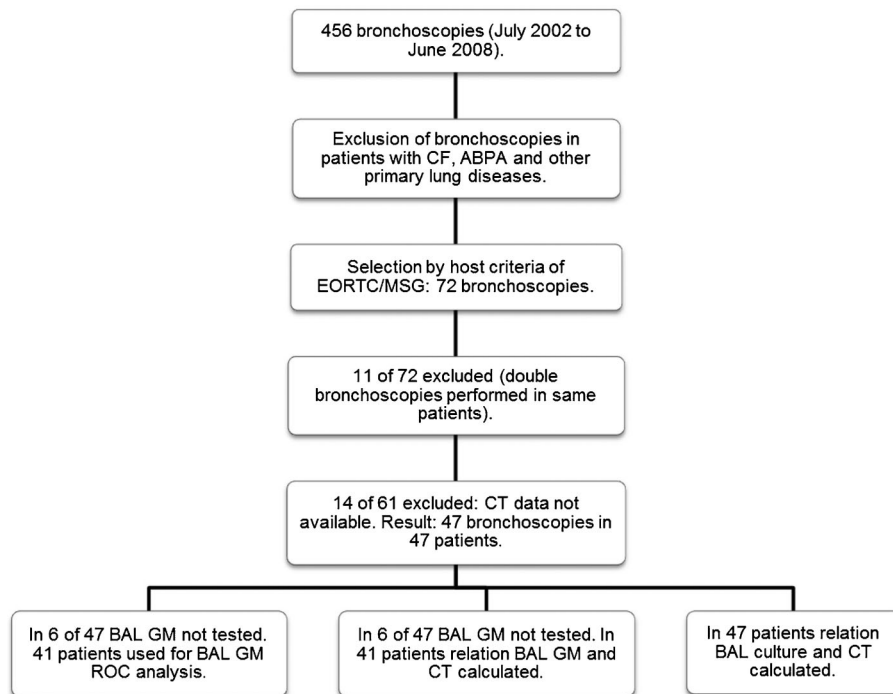 456 bronchoscopies (July 2002 to
June 2008).
Exclusion of bronchoscopies in
patients with CF, ABPA and other
primary lung diseases.
Selection by host criteria of
EORTC/MSG: 72 bronchoscopies.
11 of 72 excluded (double
bronchoscopies performed in same
patients).
14 of 61 excluded: CT data not
available. Result: 47 bronchoscopies in
47 patients.
In 6 of 47 BAL GM not tested.
41 patients used for BAL GM
ROC analysis.
In 6 of 47 BAL GM not tested. In
41 patients relation BAL GM and
CT calculated.
In 47 patients relation
BAL culture and CT
calculated.